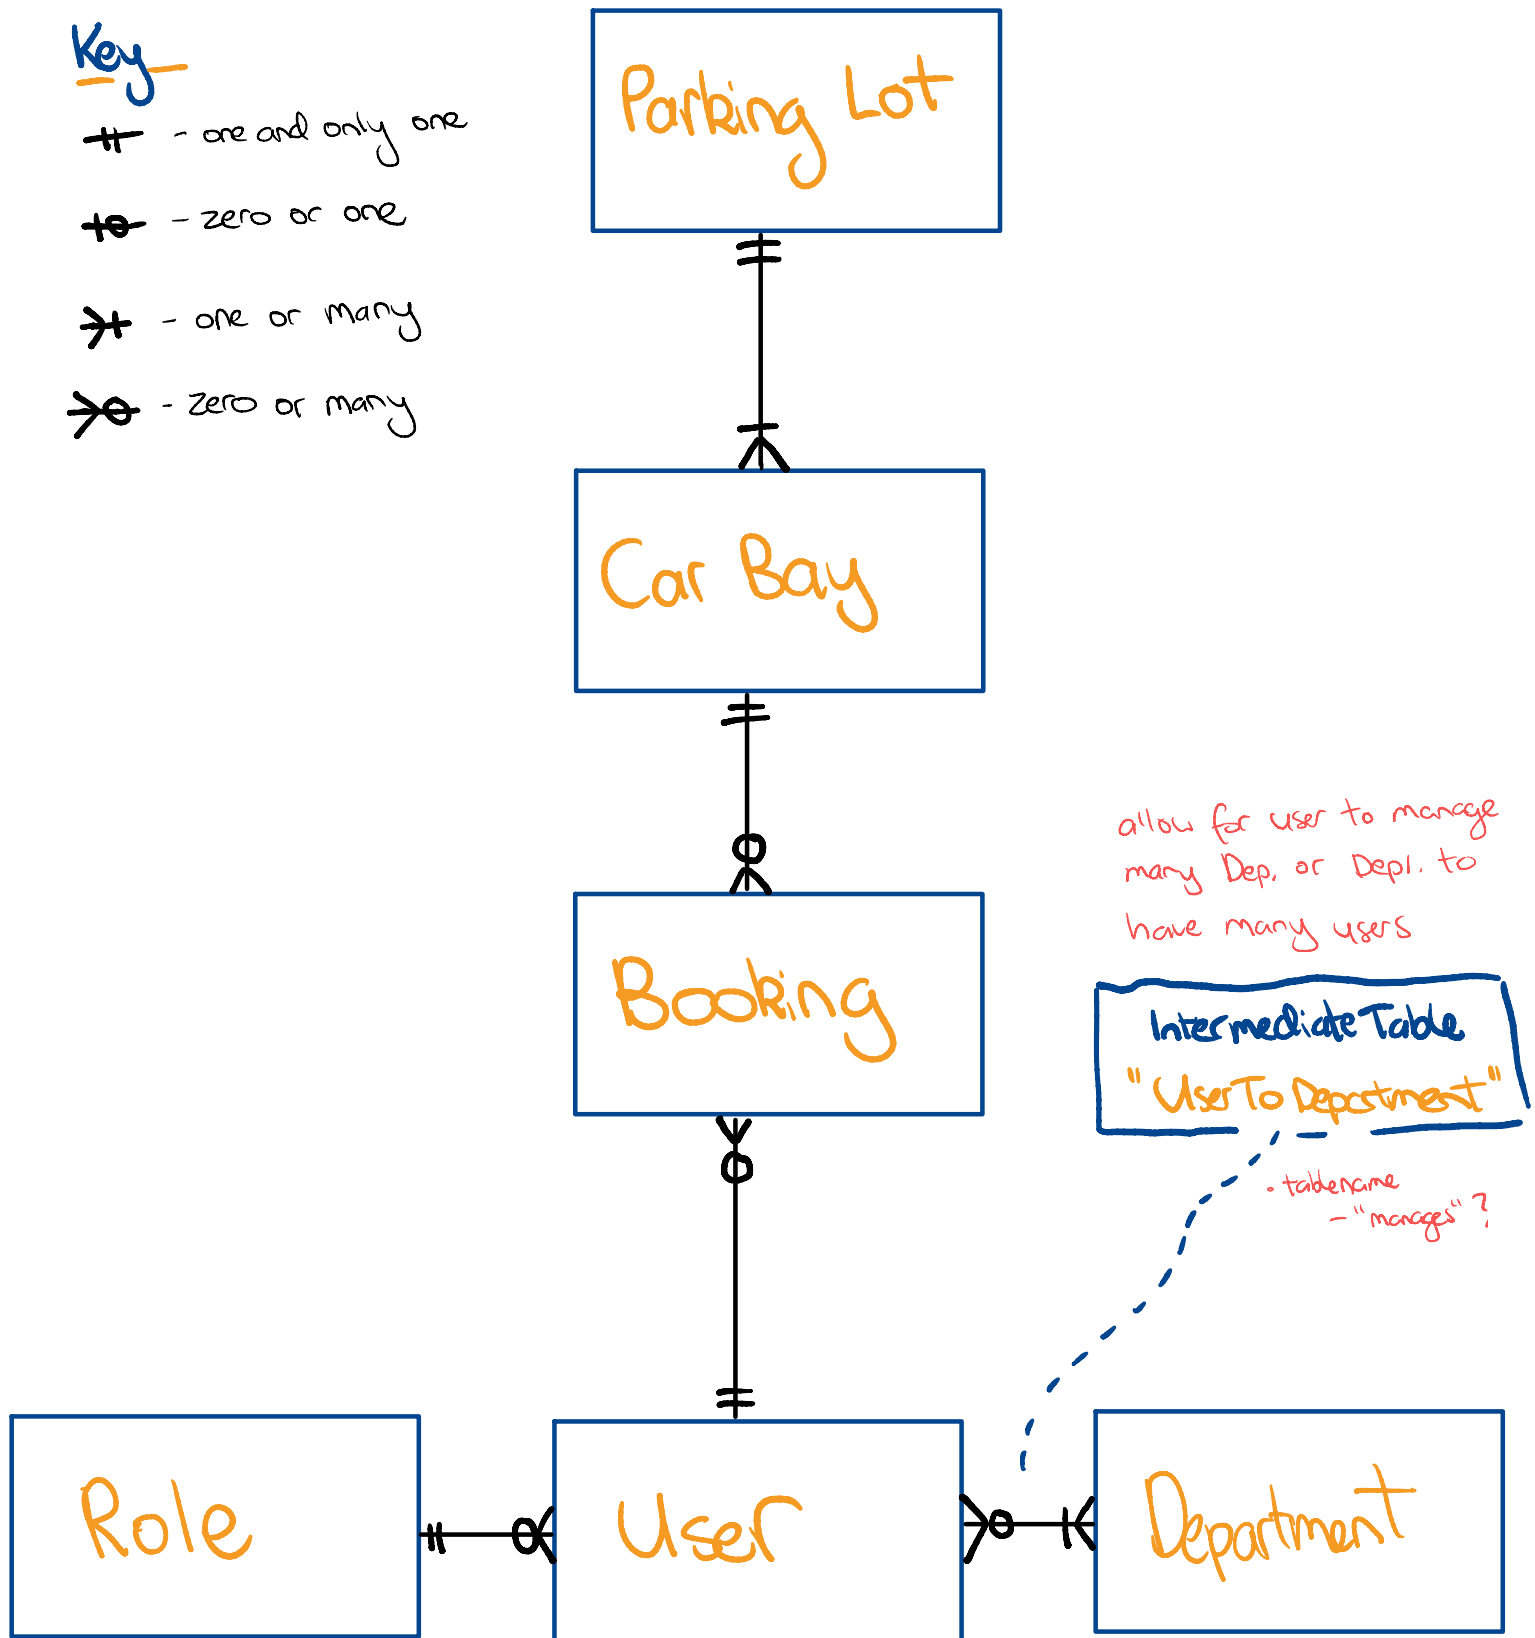 Key
- one and only one
- zero or one
- one or many
- zero or many
Parking Lot
Car Bay
Booking
allow for user to manage
many Dep. or Dept. to
have many users
Intermediate Table
"UserToDepartment"
• tablename
- "manages"?
Role
User
Department